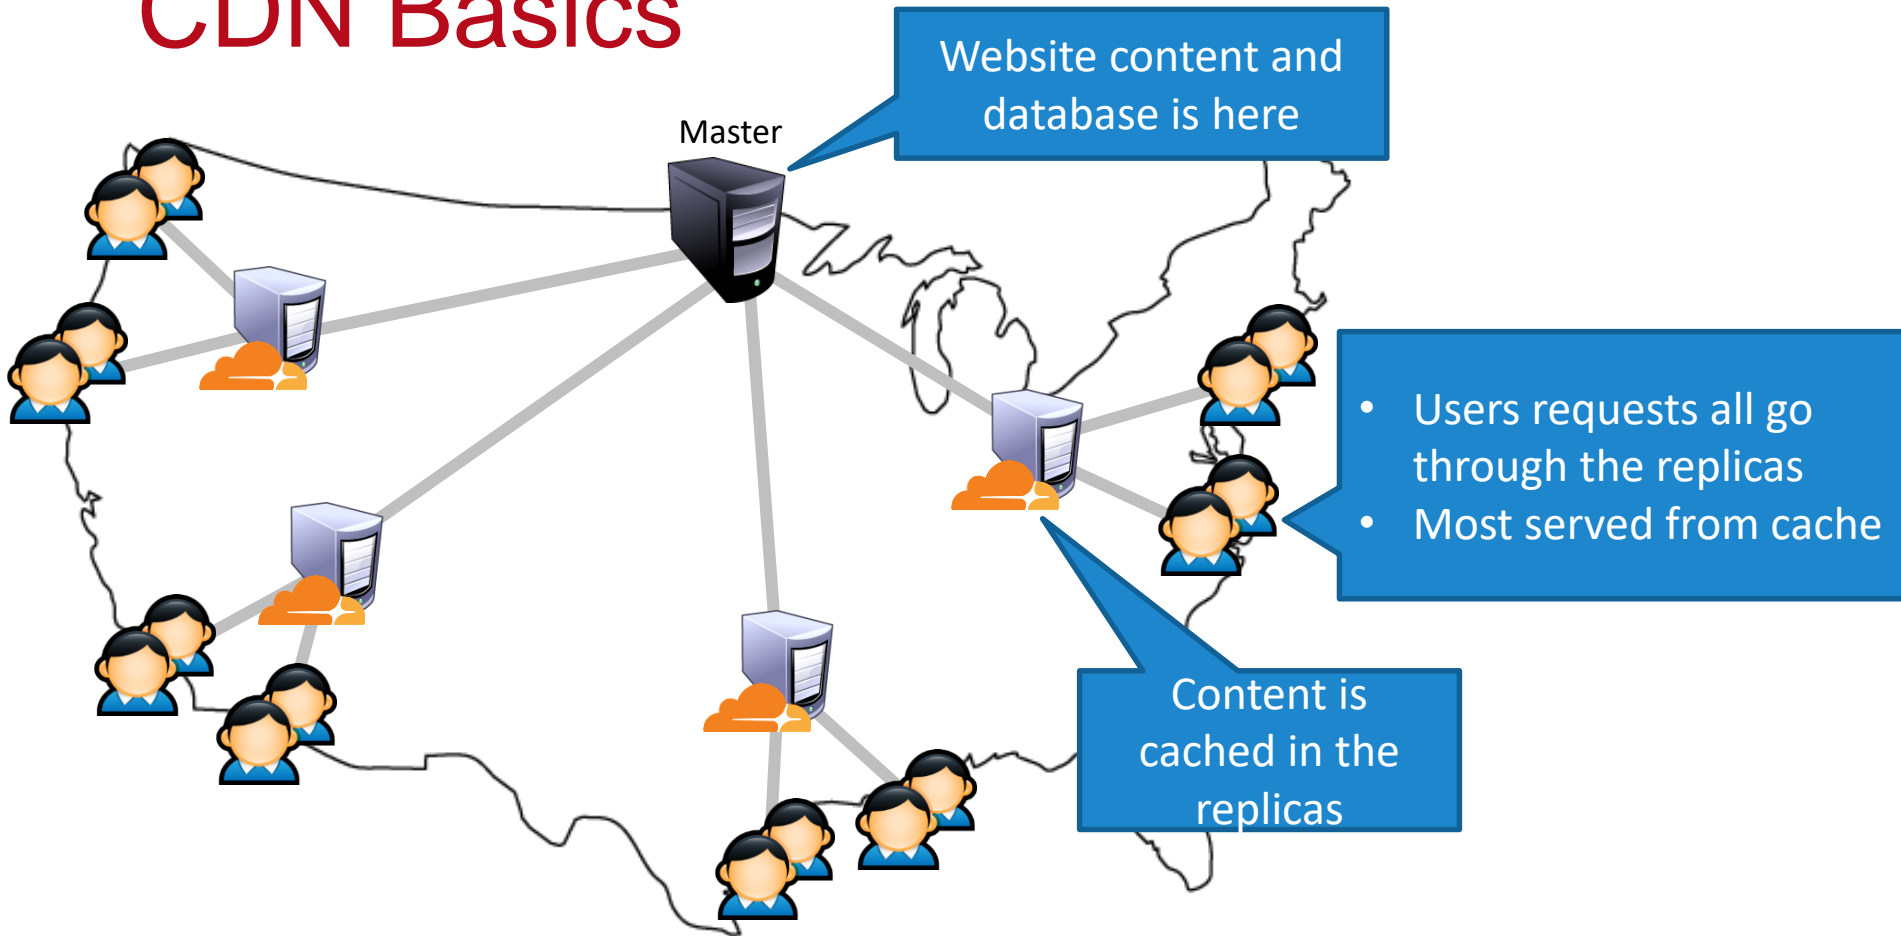 CDN Basics
Website content and
database is here
Master
• Users requests all go
through the replicas
• Most served from cache
Content is
cached in the
replicas